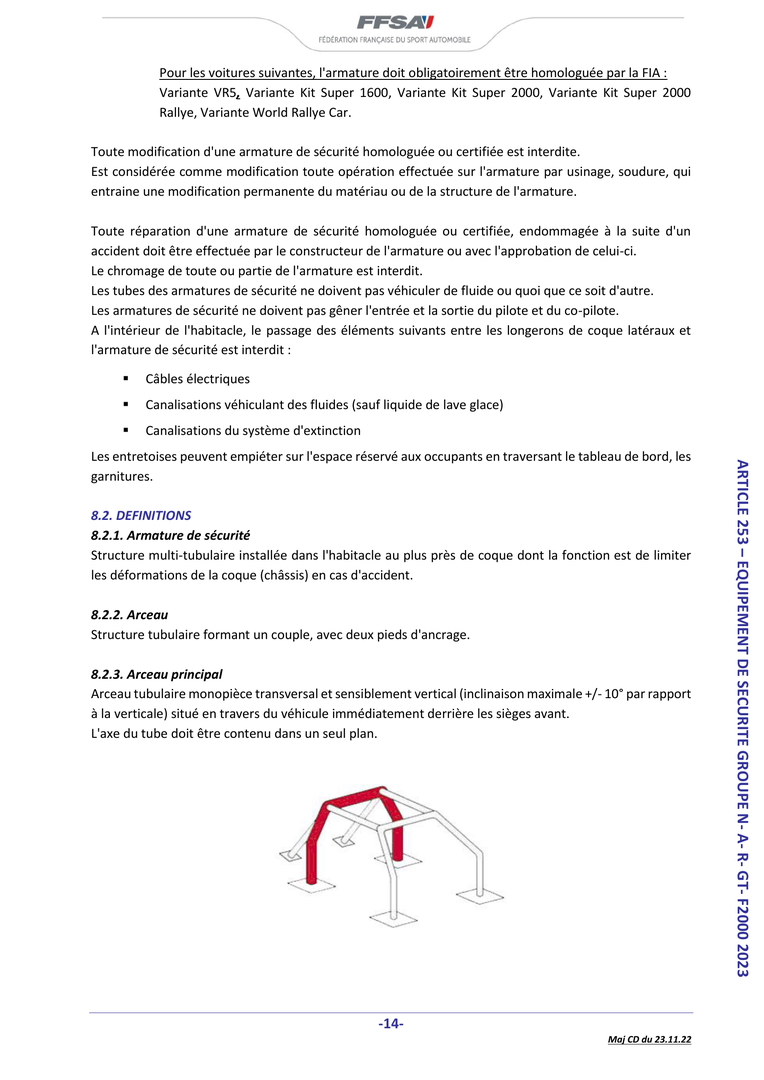 FFSA
FÉDÉRATION FRANÇAISE DU SPORT AUTOMOBILE
Pour les voitures suivantes, l'armature doit obligatoirement être homologuée par la FIA :
Variante VR5, Variante Kit Super 1600, Variante Kit Super 2000, Variante Kit Super 2000
Rallye, Variante World Rallye Car.
Toute modification d'une armature de sécurité homologuée ou certifiée est interdite.
Est considérée comme modification toute opération effectuée sur l'armature par usinage, soudure, qui
entraine une modification permanente du matériau ou de la structure de l'armature.
Toute réparation d'une armature de sécurité homologuée ou certifiée, endommagée à la suite d'un
accident doit être effectuée par le constructeur de l'armature ou avec l'approbation de celui-ci.
Le chromage de toute ou partie de l'armature est interdit.
Les tubes des armatures de sécurité ne doivent pas véhiculer de fluide ou quoi que ce soit d'autre.
Les armatures de sécurité ne doivent pas gêner l'entrée et la sortie du pilote et du co-pilote.
A l'intérieur de l'habitacle, le passage des éléments suivants entre les longerons de coque latéraux et
l'armature de sécurité est interdit :
▪ Câbles électriques
▪ Canalisations véhiculant des fluides (sauf liquide de lave glace)
▪ Canalisations du système d'extinction
Les entretoises peuvent empiéter sur l'espace réservé aux occupants en traversant le tableau de bord, les
garnitures.
8.2. DEFINITIONS
8.2.1. Armature de sécurité
Structure multi-tubulaire installée dans l'habitacle au plus près de coque dont la fonction est de limiter
les déformations de la coque (châssis) en cas d'accident.
8.2.2. Arceau
Structure tubulaire formant un couple, avec deux pieds d'ancrage.
8.2.3. Arceau principal
Arceau tubulaire monopièce transversal et sensiblement vertical (inclinaison maximale +/- 10° par rapport
à la verticale) situé en travers du véhicule immédiatement derrière les sièges avant.
L'axe du tube doit être contenu dans un seul plan.
ARTICLE 253 – EQUIPEMENT DE SECURITE GROUPE N- A- R- GT- F2000 2023
-14-
Maj CD du 23.11.22